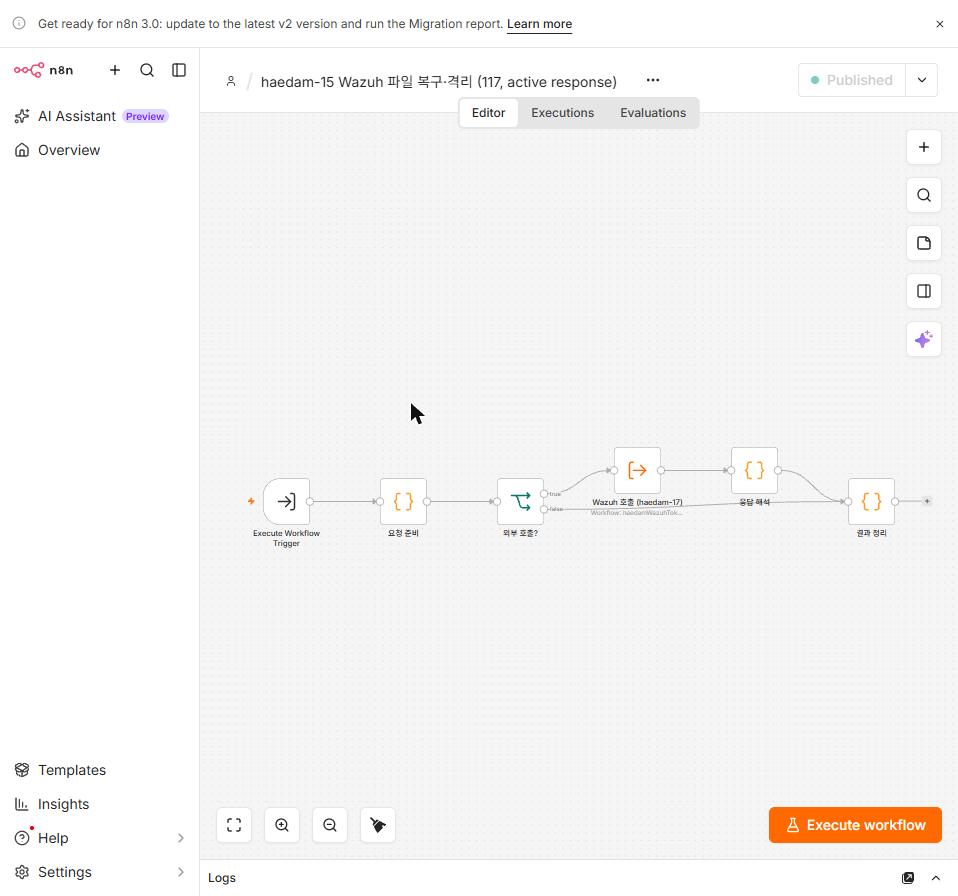 Get ready for n8n 3.0: update to the latest v2 version and run the Migration report. Learn more
n8n
haedam-15 Wazuh 파일 복구·격리 (117, active response)
Published
Editor
Executions
Evaluations
AI Assistant
Preview
Overview
true
false
Wazuh 호출 (haedam-17)
Workflow: haedamWazuhTok...
응답 해석
Execute Workflow
Trigger
요청 준비
외부 호출?
결과 정리
Templates
Insights
Help
Settings
Execute workflow
Logs